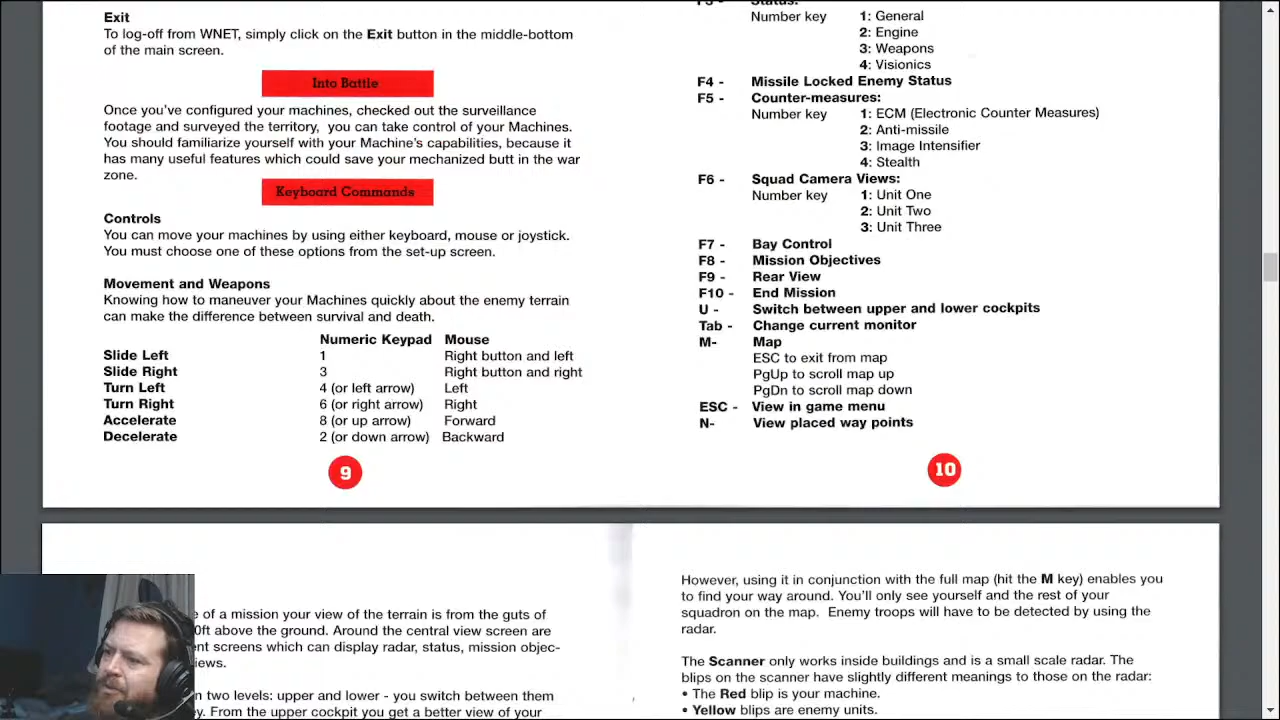 Exit
To log-off from WNET, simply click on the Exit button in the middle-bottom
of the main screen.
Into Battle
Once you've configured your machines, checked out the surveillance
footage and surveyed the territory, you can take control of your Machines.
You should familiarize yourself with your Machine's capabilities, because it
has many useful features which could save your mechanized butt in the war
zone.
Keyboard Commands
Controls
You can move your machines by using either keyboard, mouse or joystick.
You must choose one of these options from the set-up screen.
Movement and Weapons
Knowing how to maneuver your Machines quickly about the enemy terrain
can make the difference between survival and death.
Numeric Keypad Mouse
Slide Left 1 Right button and left
Slide Right 3 Right button and right
Turn Left 4 (or left arrow) Left
Turn Right 6 (or right arrow) Right
Accelerate 8 (or up arrow) Forward
Decelerate 2 (or down arrow) Backward
9
F3 - Status:
Number key 1: General
2: Engine
3: Weapons
4: Visionics
F4 - Missile Locked Enemy Status
F5 - Counter-measures:
Number key 1: ECM (Electronic Counter Measures)
2: Anti-missile
3: Image Intensifier
4: Stealth
F6 - Squad Camera Views:
Number key 1: Unit One
2: Unit Two
3: Unit Three
F7 - Bay Control
F8 - Mission Objectives
F9 - Rear View
F10 - End Mission
U - Switch between upper and lower cockpits
Tab - Change current monitor
M- Map
ESC to exit from map
PgUp to scroll map up
PgDn to scroll map down
ESC - View in game menu
N- View placed way points
10
of a mission your view of the terrain is from the guts of
0ft above the ground. Around the central view screen are
screens which can display radar, status, mission objec-
n two levels: upper and lower - you switch between them
From the upper cockpit you get a better view of your
However, using it in conjunction with the full map (hit the M key) enables you
to find your way around. You'll only see yourself and the rest of your
squadron on the map. Enemy troops will have to be detected by using the
radar.
The Scanner only works inside buildings and is a small scale radar. The
blips on the scanner have slightly different meanings to those on the radar:
• The Red blip is your machine.
• Yellow blips are enemy units.